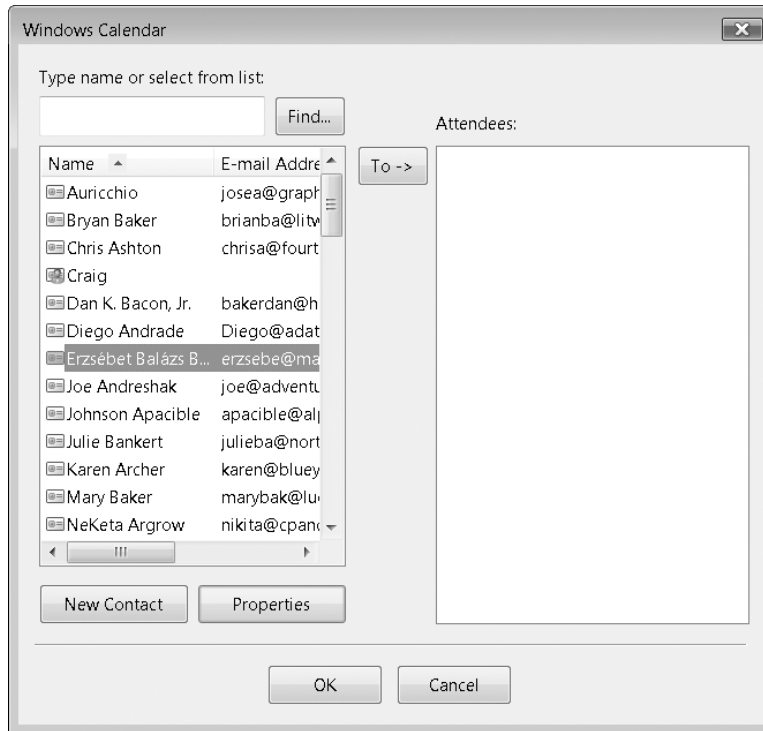 Windows Calendar
Type name or select from list:
Find...
Attendees:
Name E-mail Addre
To ->
Auricchio josea@graph
Bryan Baker brianba@litw
Chris Ashton chrisa@fourt
Craig
Dan K. Bacon, Jr. bakerdan@h
Diego Andrade Diego@adat
Erzsébet Balázs B... erzsebe@ma
Joe Andreshak joe@adventu
Johnson Apacible apacible@alp
Julie Bankert julieba@nort
Karen Archer karen@bluey
Mary Baker marybak@lu
NeKeta Argrow nikita@cpand
New Contact Properties
OK Cancel